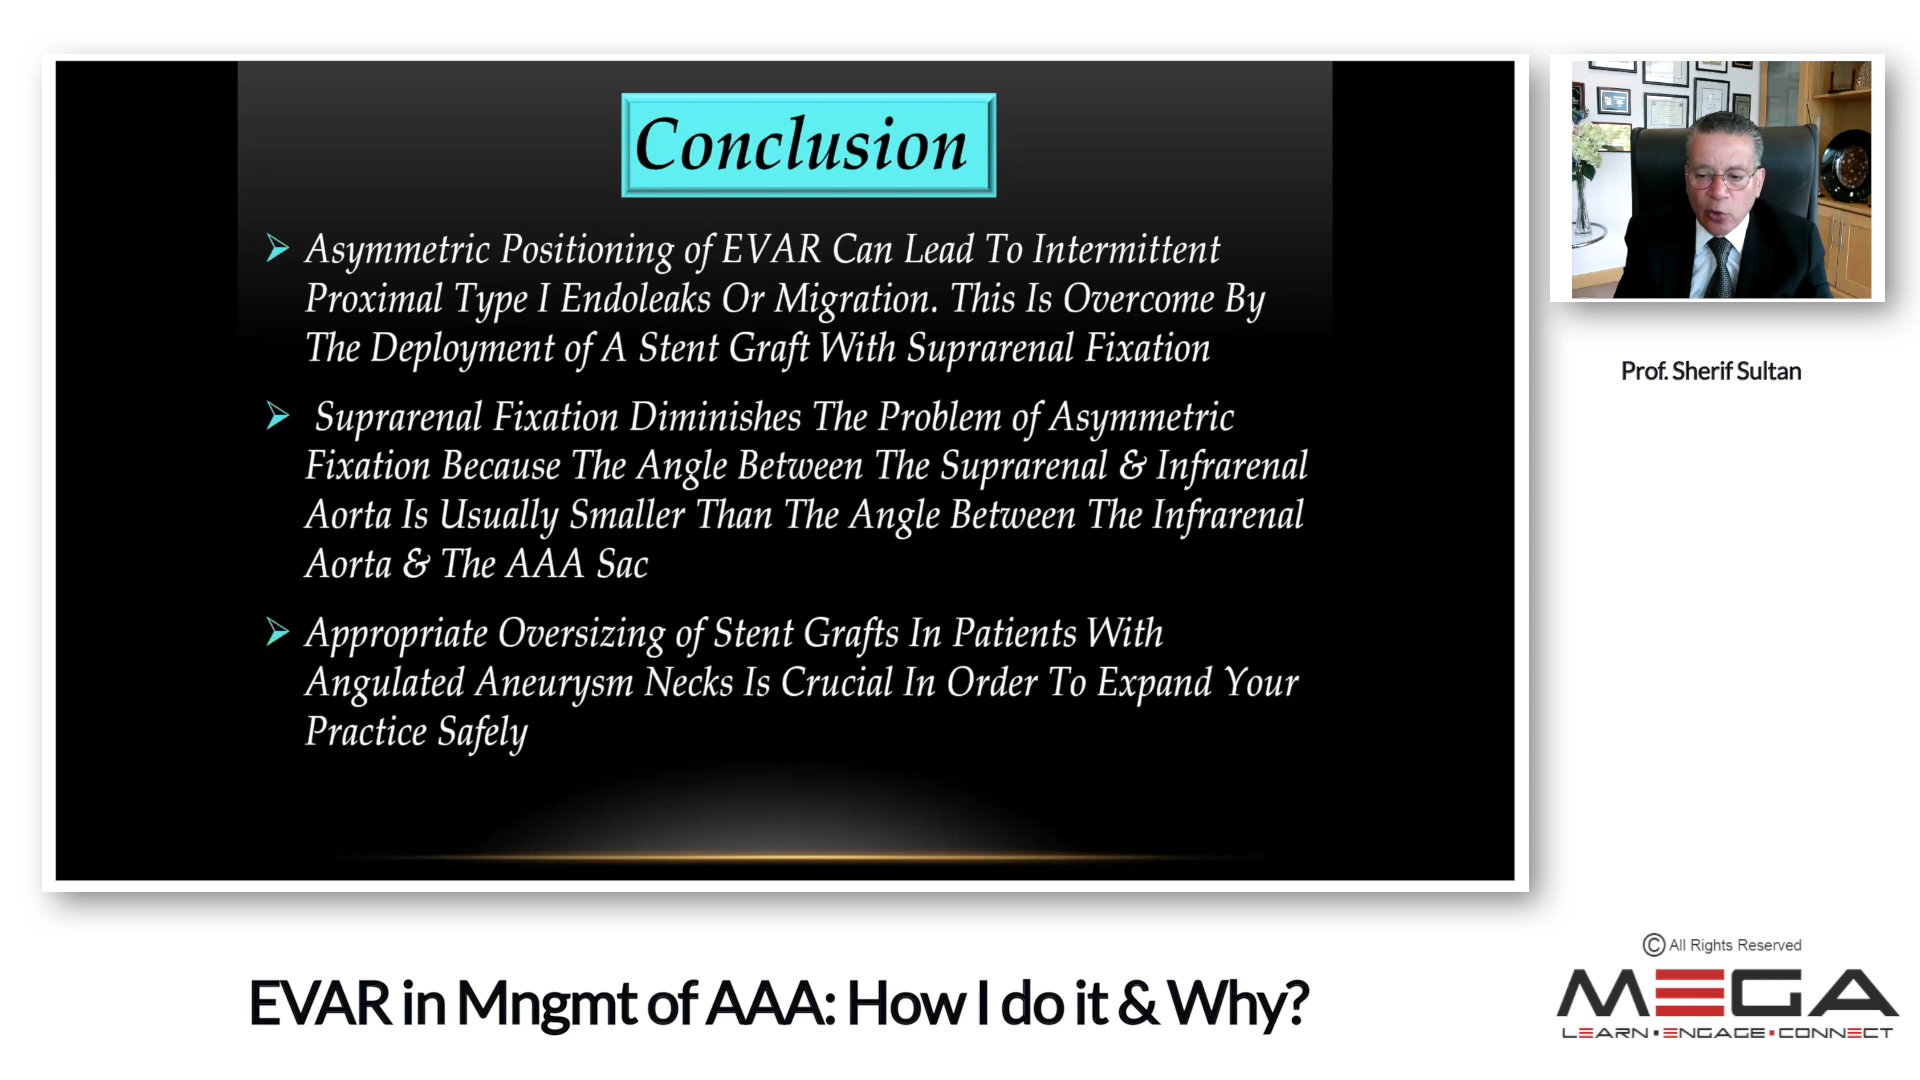 Conclusion
Asymmetric Positioning of EVAR Can Lead To Intermittent
Proximal Type I Endoleaks Or Migration. This Is Overcome By
The Deployment of A Stent Graft With Suprarenal Fixation
Suprarenal Fixation Diminishes The Problem of Asymmetric
Fixation Because The Angle Between The Suprarenal & Infrarenal
Aorta Is Usually Smaller Than The Angle Between The Infrarenal
Aorta & The AAA Sac
Appropriate Oversizing of Stent Grafts In Patients With
Angulated Aneurysm Necks Is Crucial In Order To Expand Your
Practice Safely
Prof. Sherif Sultan
© All Rights Reserved
MEGA
LEARN • ENGAGE • CONNECT
EVAR in Mngmt of AAA: How I do it & Why?